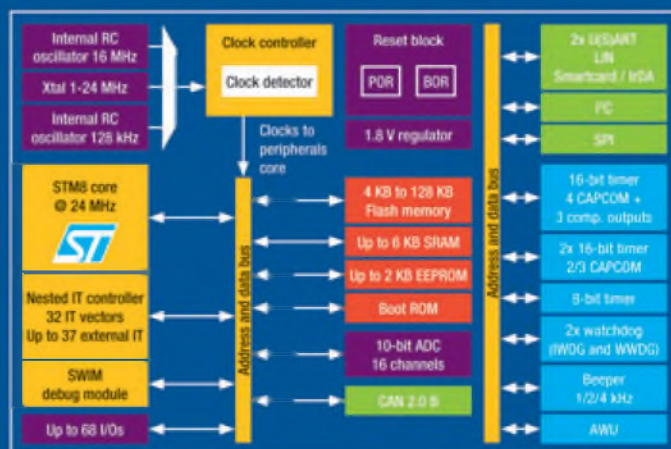 Internal RC
oscillator 16 MHz
Xtal 1-24 MHz
Internal RC
oscillator 128 kHz
Clock controller
Clock detector
Clocks to
peripherals
core
Reset block
POR
BOR
1.8 V regulator
STM8 core
@ 24 MHz
ST
Nested IT controller
32 IT vectors
Up to 37 external IT
SWIM
debug module
Up to 68 I/Os
Address and data bus
4 KB to 128 KB
Flash memory
Up to 6 KB SRAM
Up to 2 KB EEPROM
Boot ROM
10-bit ADC
16 channels
CAN 2.0 B
Address and data bus
2x U(S)ART
LIN
Smartcard / IrDA
I²C
SPI
16-bit timer
4 CAPCOM +
3 comp. outputs
2x 16-bit timer
2/3 CAPCOM
8-bit timer
2x watchdog
(IWDG and WWDG)
Beeper
1/2/4 kHz
AWU